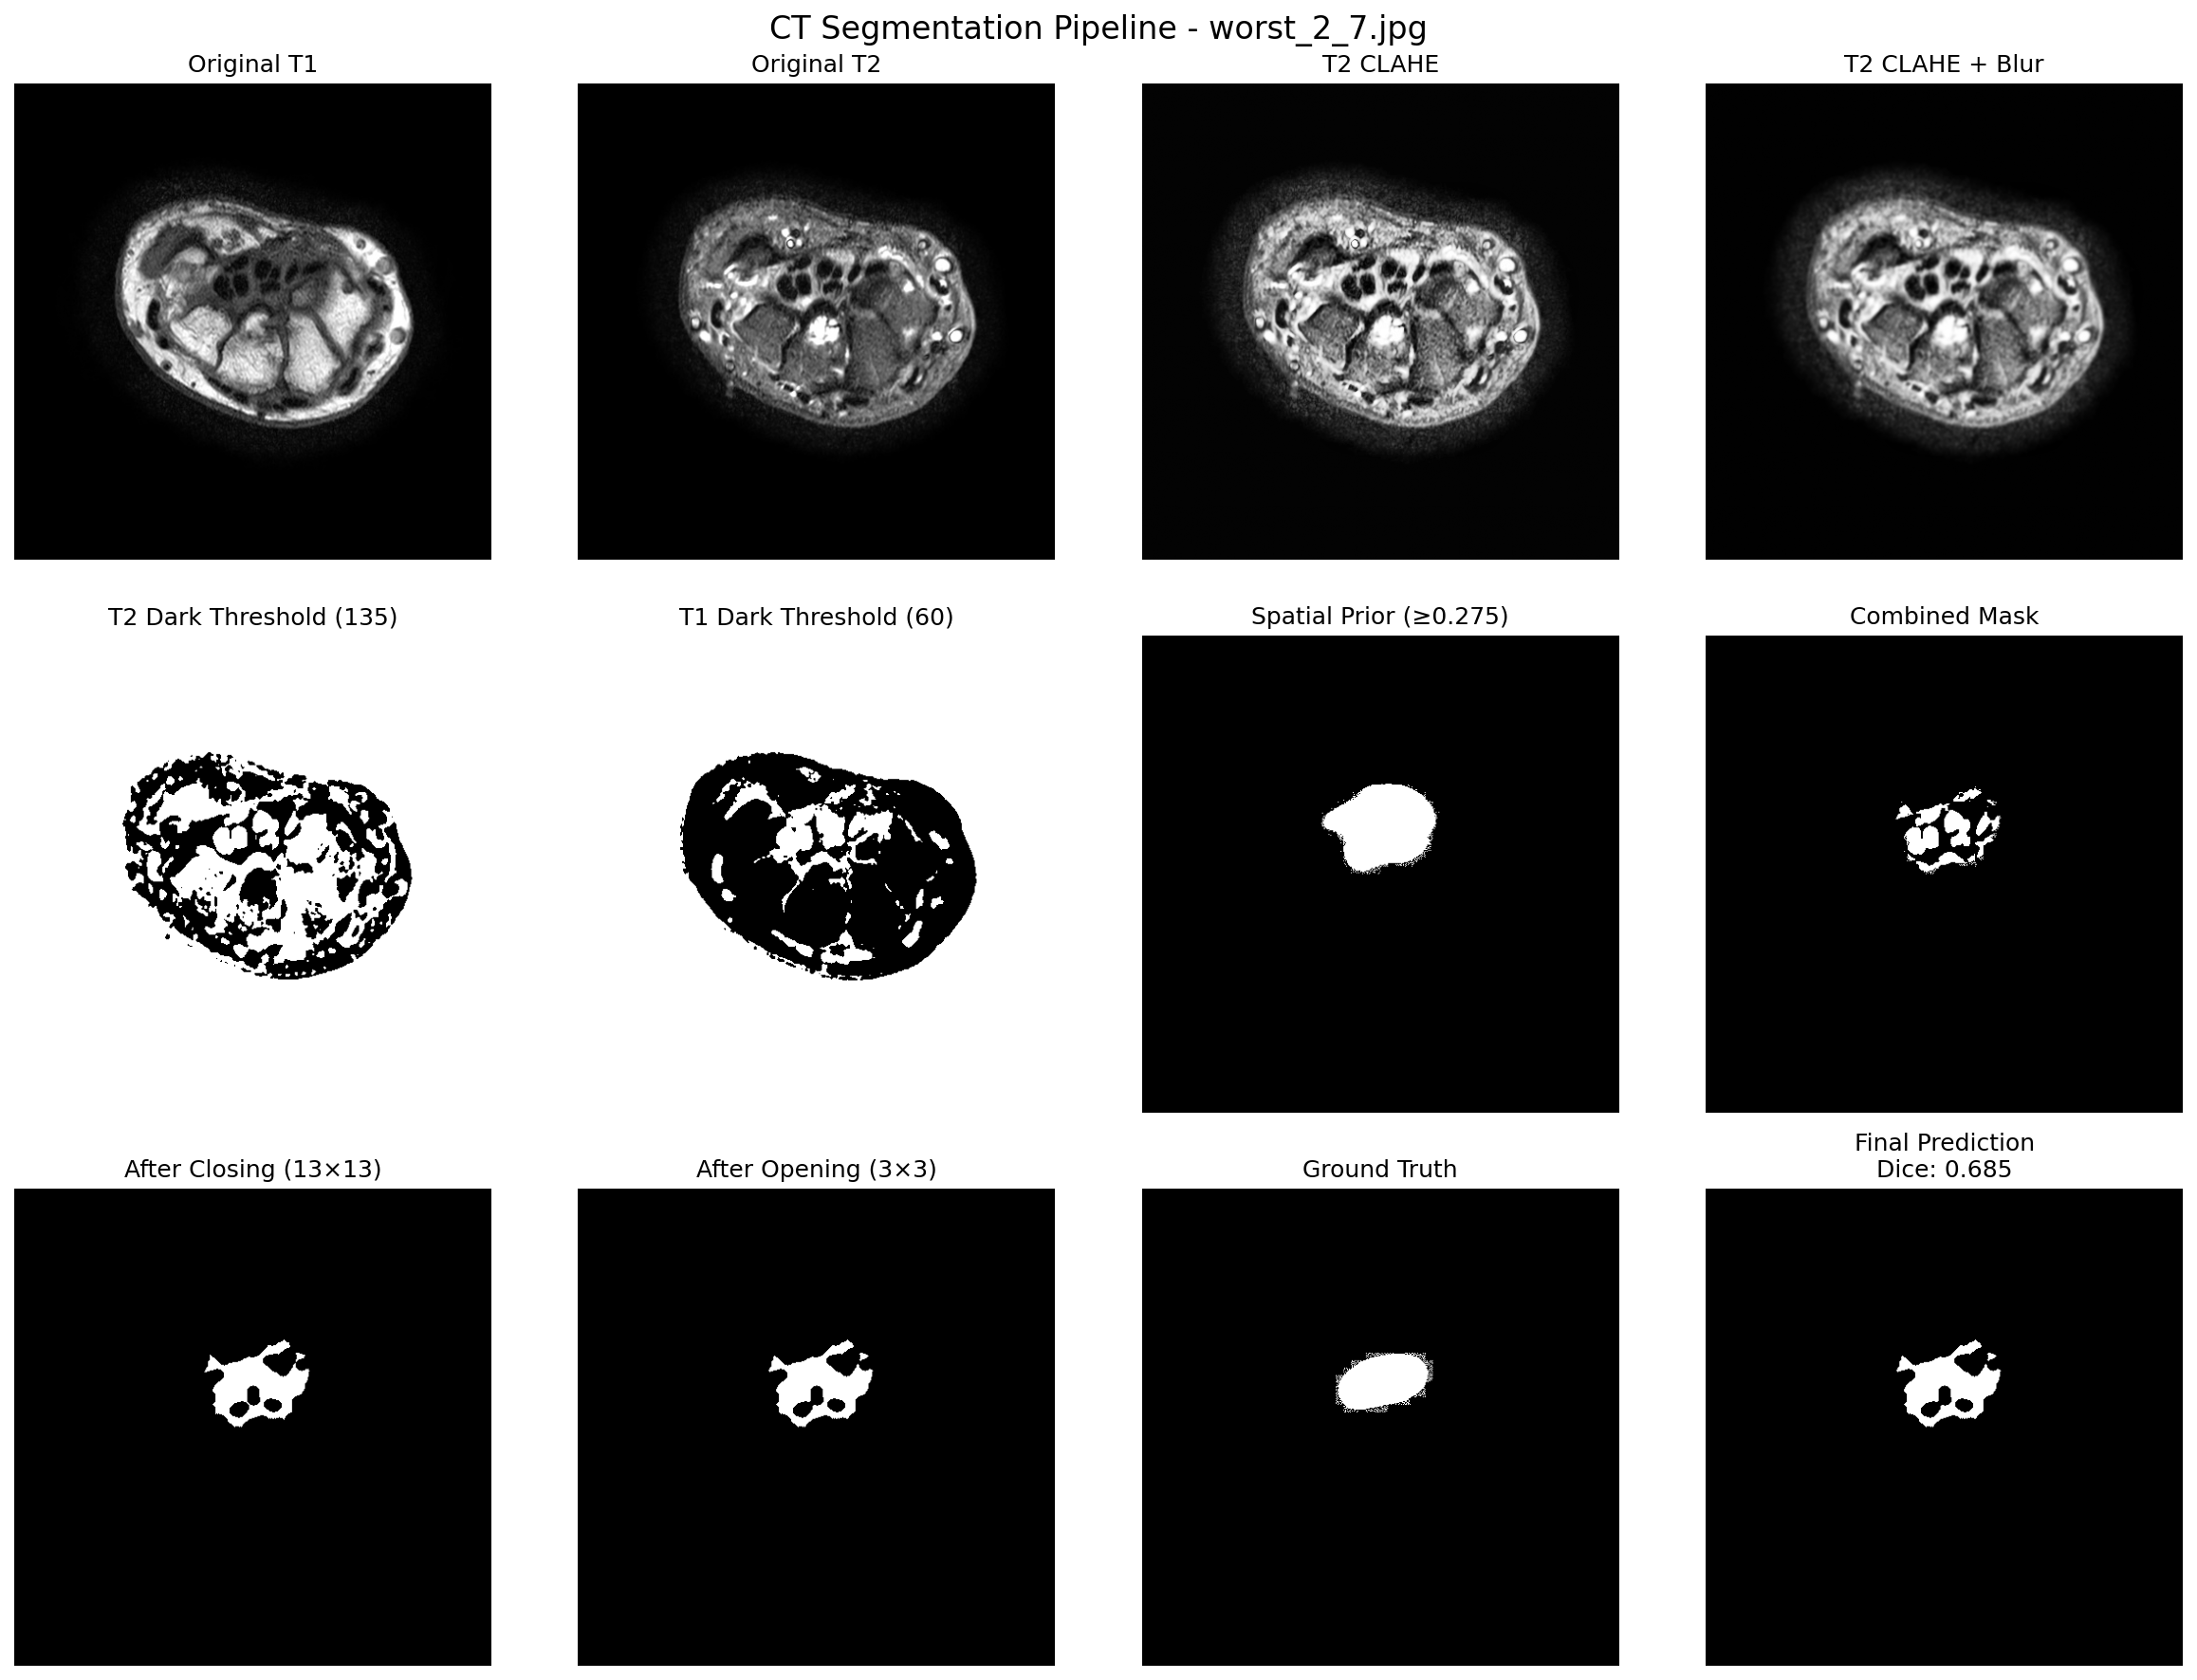 CT Segmentation Pipeline - worst_2_7.jpg
Original T1
Original T2
T2 CLAHE
T2 CLAHE + Blur
T2 Dark Threshold (135)
T1 Dark Threshold (60)
Spatial Prior (≥0.275)
Combined Mask
After Closing (13×13)
After Opening (3×3)
Ground Truth
Final Prediction
Dice: 0.685